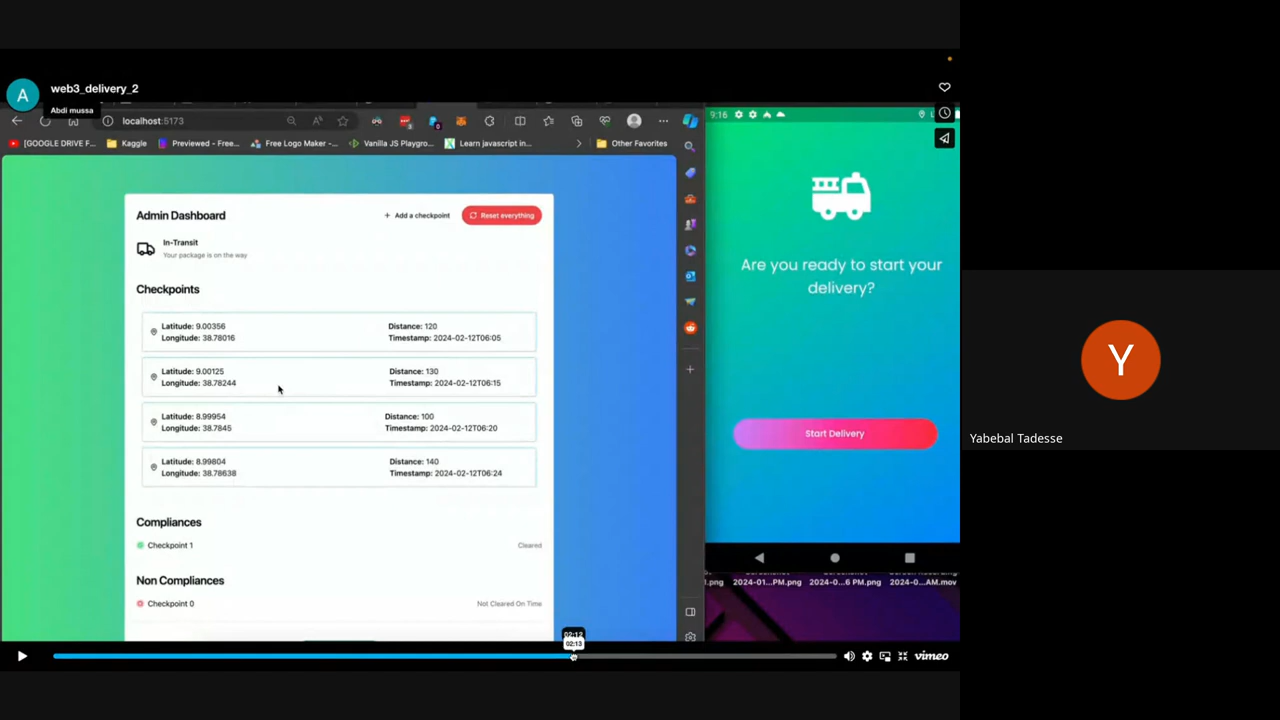 web3_delivery_2
A
Abdi mussa
localhost:5173
[GOOGLE DRIVE F...
Kaggle
Previewed - Free...
Free Logo Maker -...
Vanilla JS Playgro...
Learn javascript in...
Other Favorites
9:16
Admin Dashboard
+ Add a checkpoint
Reset everything
In-Transit
Your package is on the way
Checkpoints
Latitude: 9.00356
Longitude: 38.78016
Distance: 120
Timestamp: 2024-02-12T06:05
Latitude: 9.00125
Longitude: 38.78244
Distance: 130
Timestamp: 2024-02-12T06:15
Latitude: 8.99954
Longitude: 38.7845
Distance: 100
Timestamp: 2024-02-12T06:20
Latitude: 8.99804
Longitude: 38.78638
Distance: 140
Timestamp: 2024-02-12T06:24
Compliances
Checkpoint 1
Cleared
Non Compliances
Checkpoint 0
Not Cleared On Time
Are you ready to start your
delivery?
Start Delivery
1.png
2024-01...PM.png
2024-0...6 PM.png
2024-0...AM.mov
02:12
02:13
vimeo
Y
Yabebal Tadesse